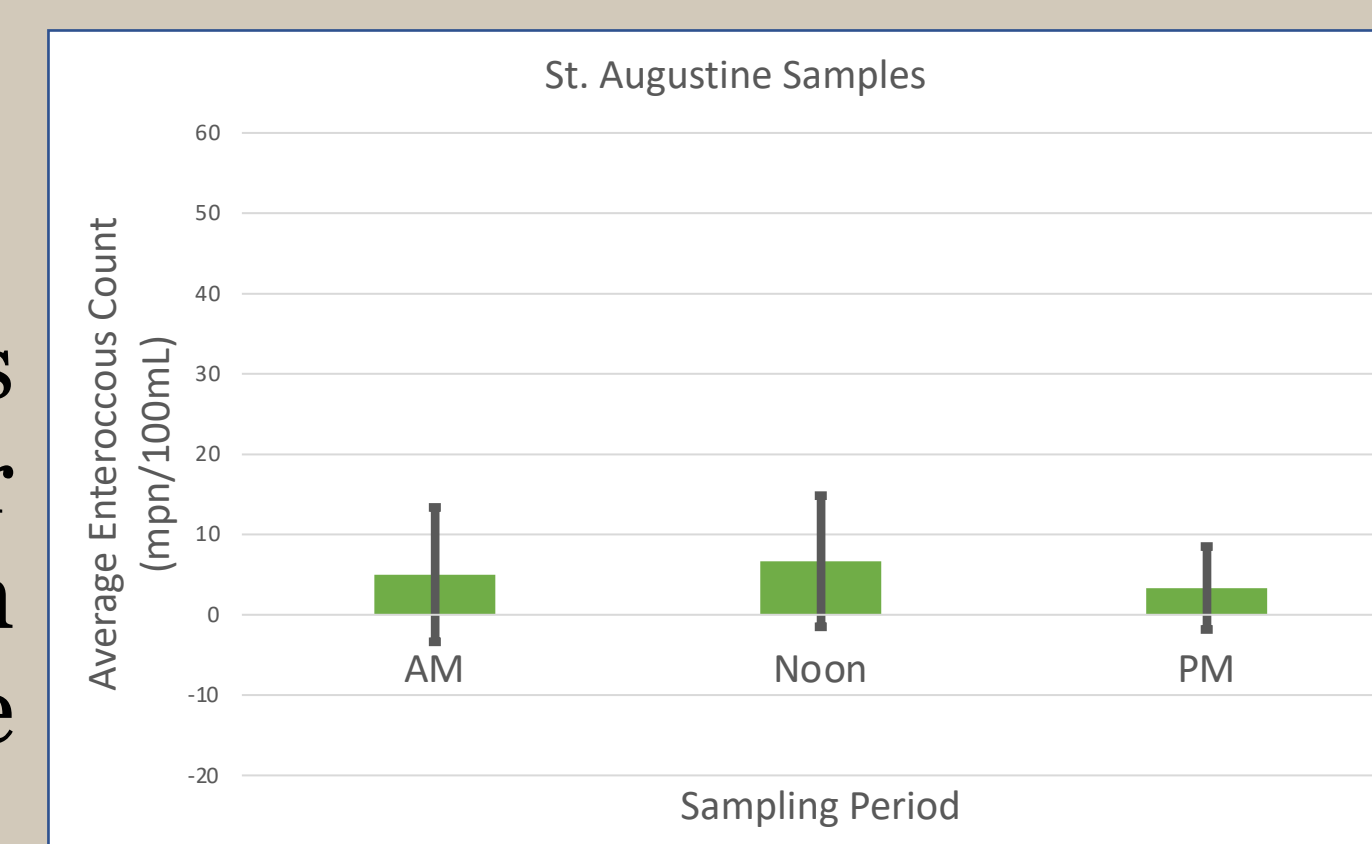 St. Augustine Samples
60
50
40
30
20
10
0
-10
-20
Average Enteroccous Count
(mpn/100mL)
AM Noon PM
Sampling Period
s
r
e